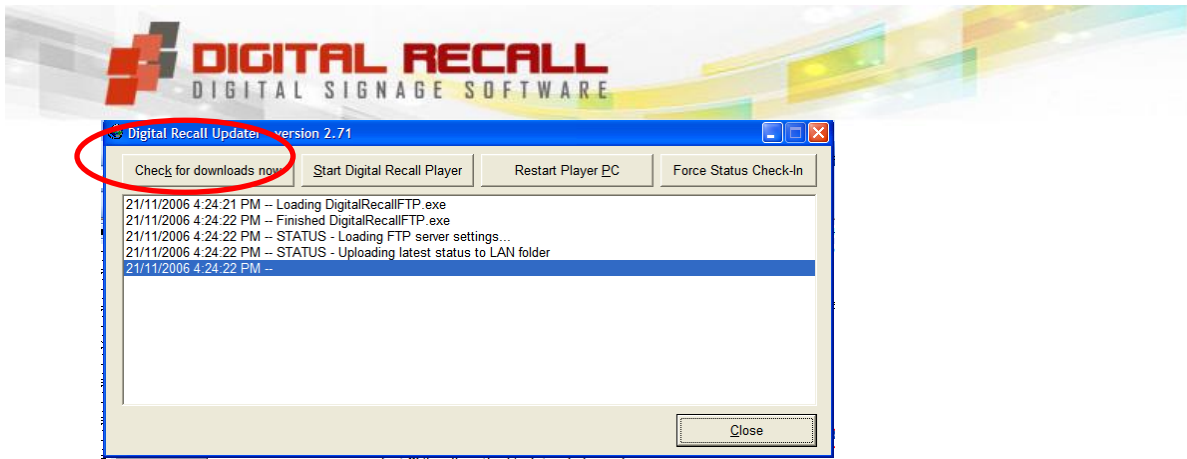 DIGITAL RECALL
DIGITAL SIGNAGE SOFTWARE
Digital Recall Updater version 2.71
Check for downloads now
Start Digital Recall Player
Restart Player PC
Force Status Check-In
21/11/2006 4:24:21 PM -- Loading DigitalRecallFTP.exe
21/11/2006 4:24:22 PM -- Finished DigitalRecallFTP.exe
21/11/2006 4:24:22 PM -- STATUS - Loading FTP server settings...
21/11/2006 4:24:22 PM -- STATUS - Uploading latest status to LAN folder
21/11/2006 4:24:22 PM --
Close